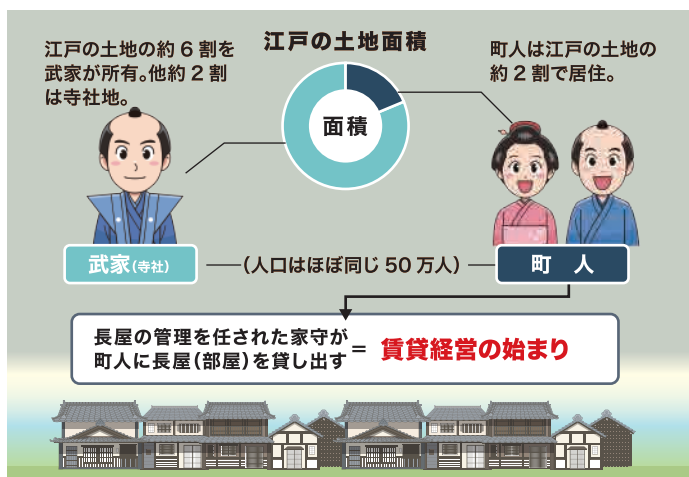 江戸の土地面積
江戸の土地の約6割を
武家が所有。他約2割
は寺社地。
町人は江戸の土地の
約2割で居住。
面積
武家(寺社)
(人口はほぼ同じ50万人)
町 人
長屋の管理を任された家守が
町人に長屋(部屋)を貸し出す
= 賃貸経営の始まり